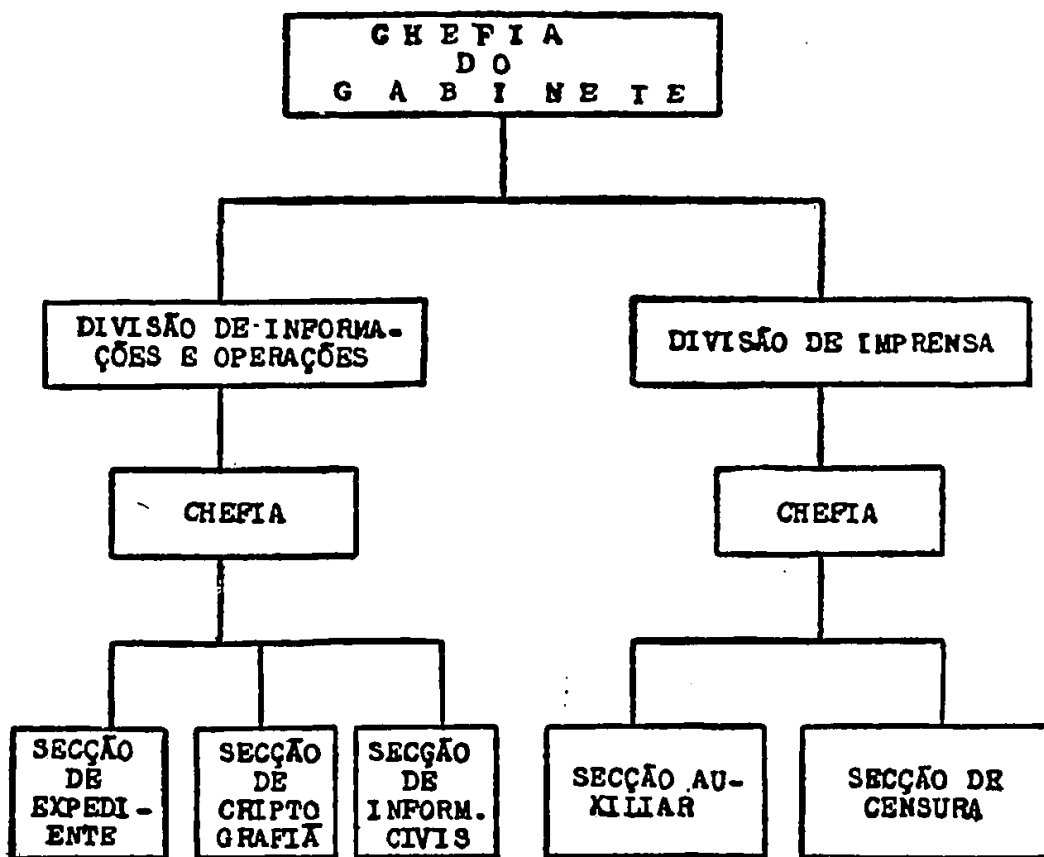 CHEFIA
DO
GABINETE
DIVISÃO DE INFORMA-
ÇÕES E OPERAÇÕES
DIVISÃO DE IMPRENSA
CHEFIA
CHEFIA
SECÇÃO
DE
EXPEDI-
ENTE
SECÇÃO
DE
CRIPTO
GRAFIA
SECÇÃO
DE
INFORM.
CIVIS
SECÇÃO AU-
XILIAR
SECÇÃO DE
CENSURA